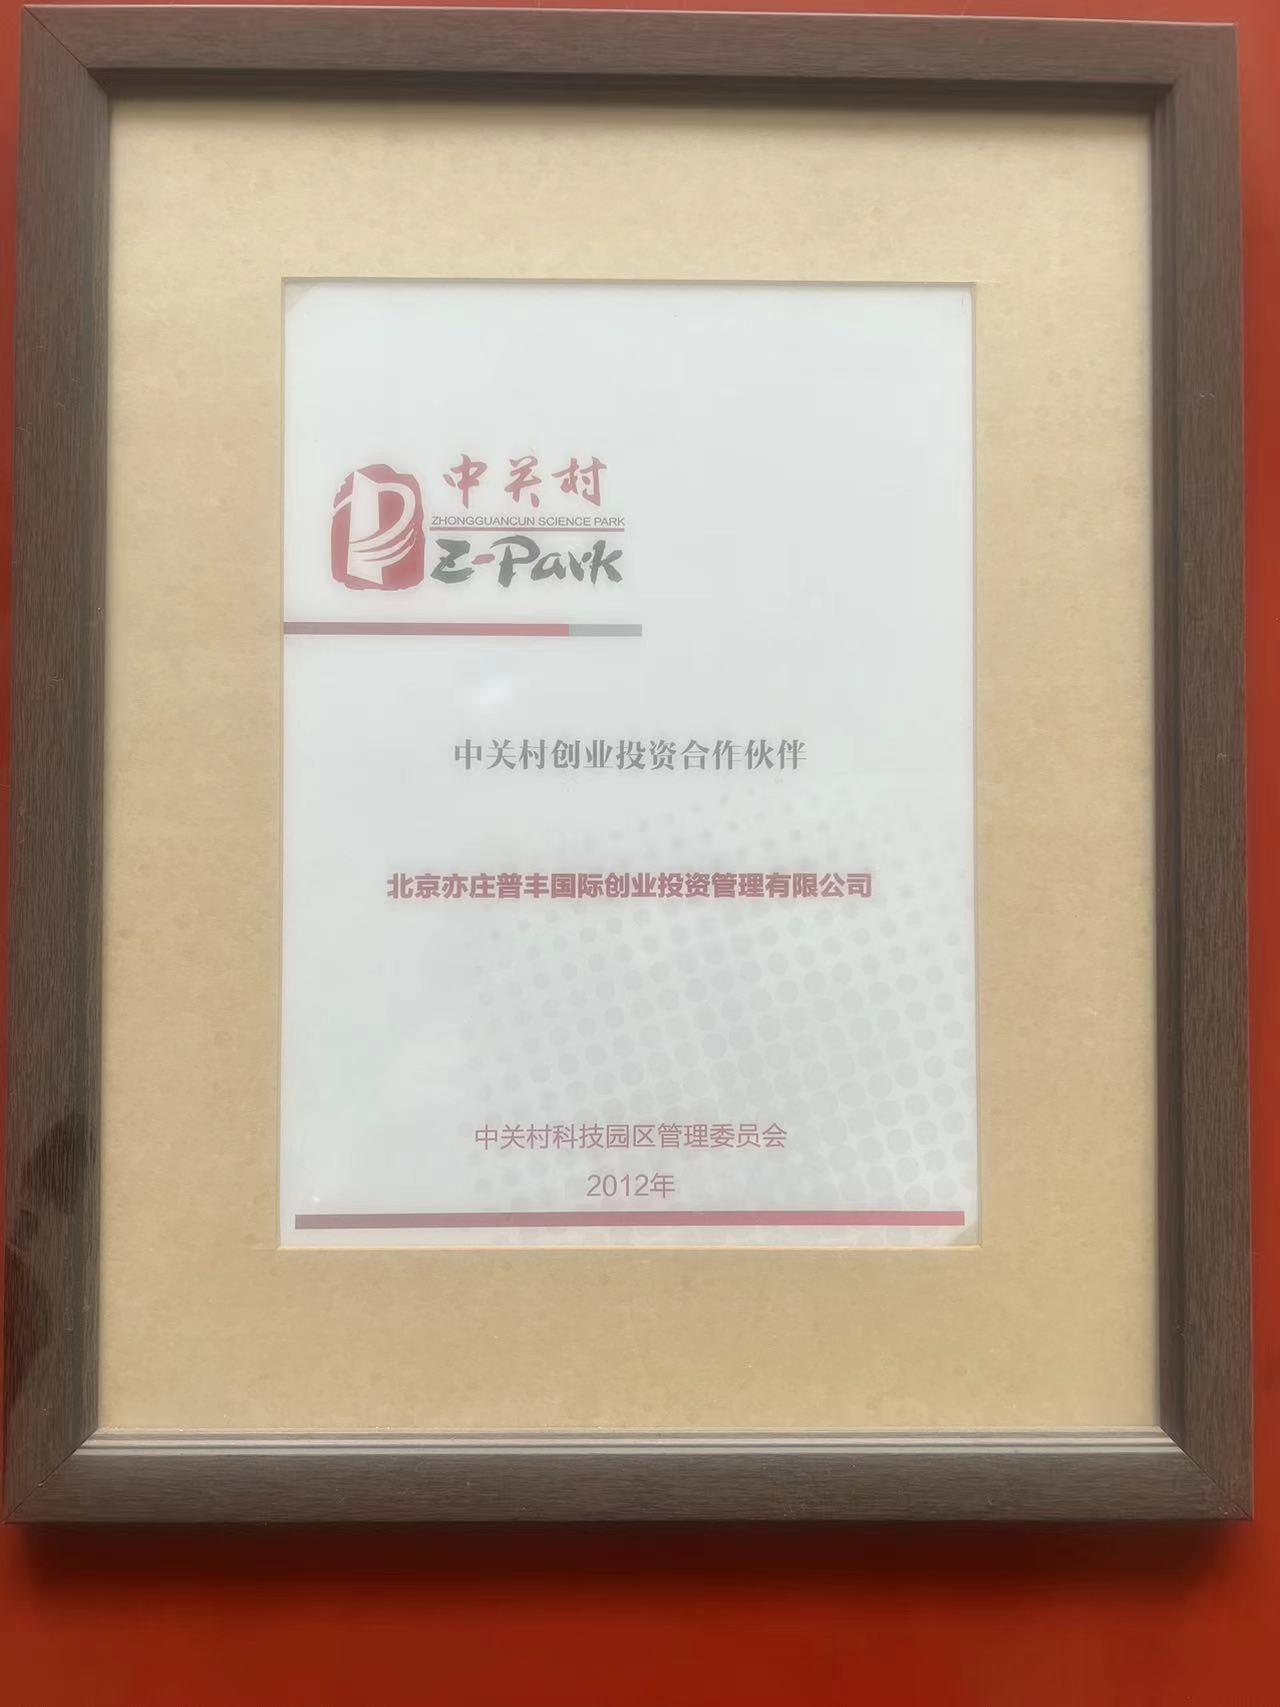 中关村
ZHONGGUANCUN SCIENCE PARK
Z-Park
中关村创业投资合作伙伴
北京亦庄普丰国际创业投资管理有限公司
中关村科技园区管理委员会
2012年